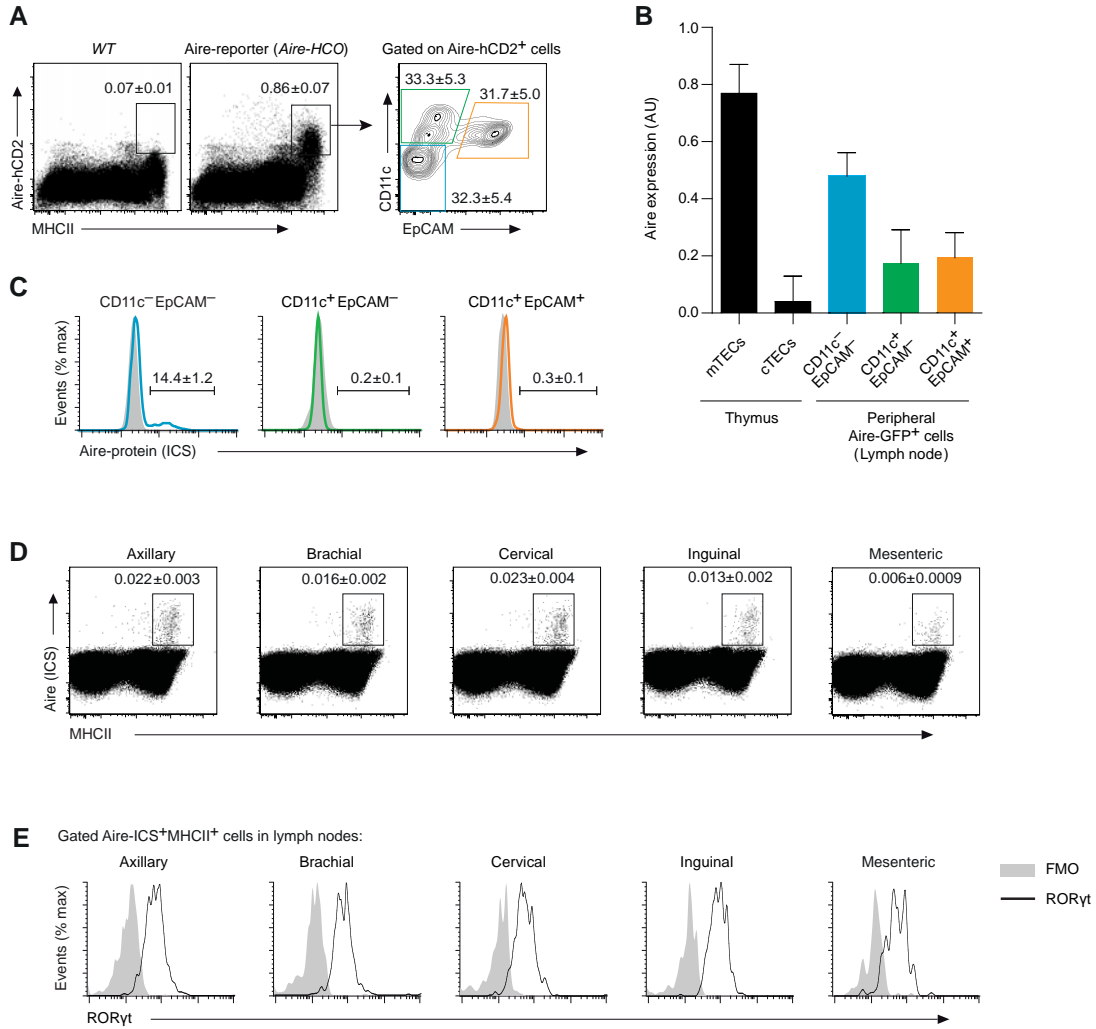 A
WT
Aire-reporter (Aire-HCO)
Gated on Aire-hCD2+ cells
0.07±0.01
0.86±0.07
33.3±5.3
31.7±5.0
32.3±5.4
Aire-hCD2
MHCII
CD11c
EpCAM
B
Aire expression (AU)
1.0
0.8
0.6
0.4
0.2
0.0
mTECs
cTECs
CD11c–
EpCAM–
CD11c+
EpCAM–
CD11c+
EpCAM+
Thymus
Peripheral
Aire-GFP+ cells
(Lymph node)
C
CD11c–EpCAM–
CD11c+EpCAM–
CD11c+EpCAM+
Events (% max)
14.4±1.2
0.2±0.1
0.3±0.1
Aire-protein (ICS)
D
Axillary
Brachial
Cervical
Inguinal
Mesenteric
0.022±0.003
0.016±0.002
0.023±0.004
0.013±0.002
0.006±0.0009
Aire (ICS)
MHCII
E
Gated Aire-ICS+MHCII+ cells in lymph nodes:
Axillary
Brachial
Cervical
Inguinal
Mesenteric
Events (% max)
FMO
RORγt
RORγt